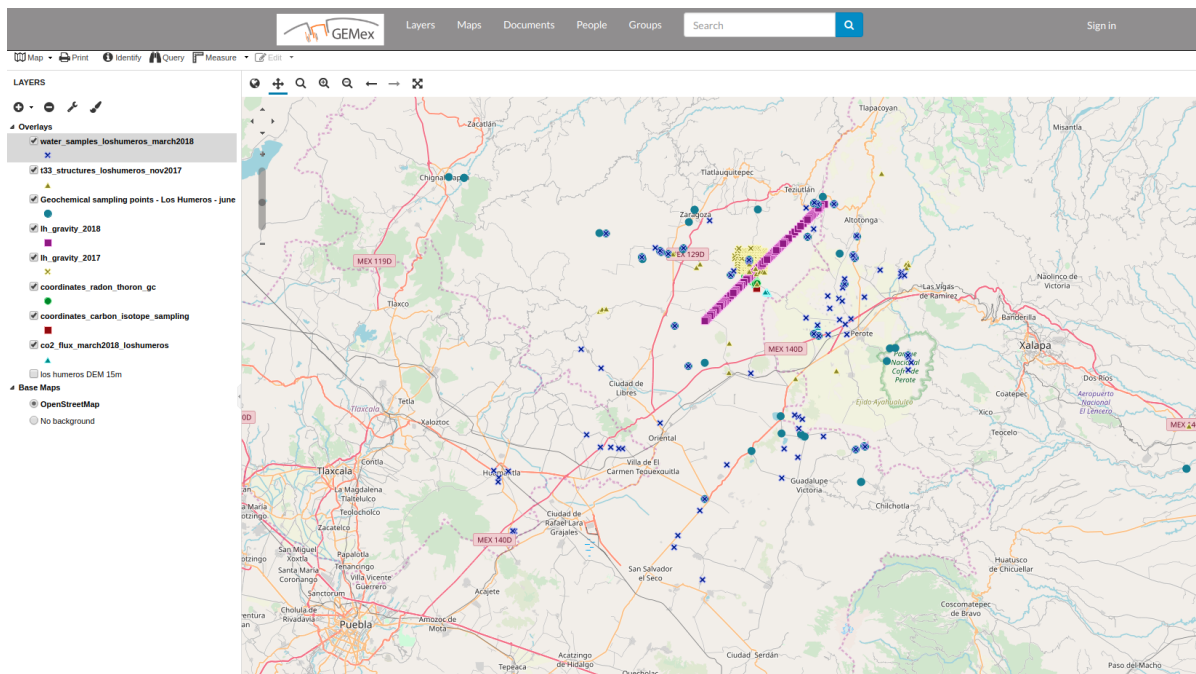 GEMex
Layers Maps Documents People Groups Search Sign in
Map Print Identify Query Measure Edit
LAYERS
Overlays
water_samples_loshumeros_march2018
t33_structures_loshumeros_nov2017
Geochemical sampling points - Los Humeros - june
lh_gravity_2018
lh_gravity_2017
coordinates_radon_thoron_gc
coordinates_carbon_isotope_sampling
co2_flux_march2018_loshumeros
los humeros DEM 15m
Base Maps
OpenStreetMap
No background
Tlapacoyan
Zacatlán
Misantla
Tlatlauquitepec
Teziutlán
Zaragoza
Altotonga
MEX 119D
Naolinco de
Victoria
Las Vigas
de Ramírez
Tlaxco
Banderilla
Perote
Xalapa
MEX 140D
Parque
Nacional
Cofre de
Perote
Dos Ríos
Ciudad de
Libres
Coatepec
Aeropuerto
Nacional
El Lencero
Tetla
Tlaxcala
Ejido Ayahualulco
Xico
Xaloztoc
Teocelo
Oriental
Contla
Tlaxcala
Villa de El
Carmen Tequexquitla
Guadalupe
Victoria
La Magdalena
Tlaltelulco
Chilchotla
Teolocholco
Ciudad de
Rafael Lara
Grajales
Zacatelco
MEX 140D
San Miguel
Xoxtla
Papalotla
Tenancingo
Huatusco
de Chicuellar
Santa María
Coronango
Villa Vicente
Guerrero
San Salvador
el Seco
Acajete
Sanctorum
Coscomatepec
de Bravo
Cholula de
Rivadavia
Puebla
Amozoc de
Mota
Acatzingo
de Hidalgo
Ciudad Serdán
Tepeaca
Paso del Macho